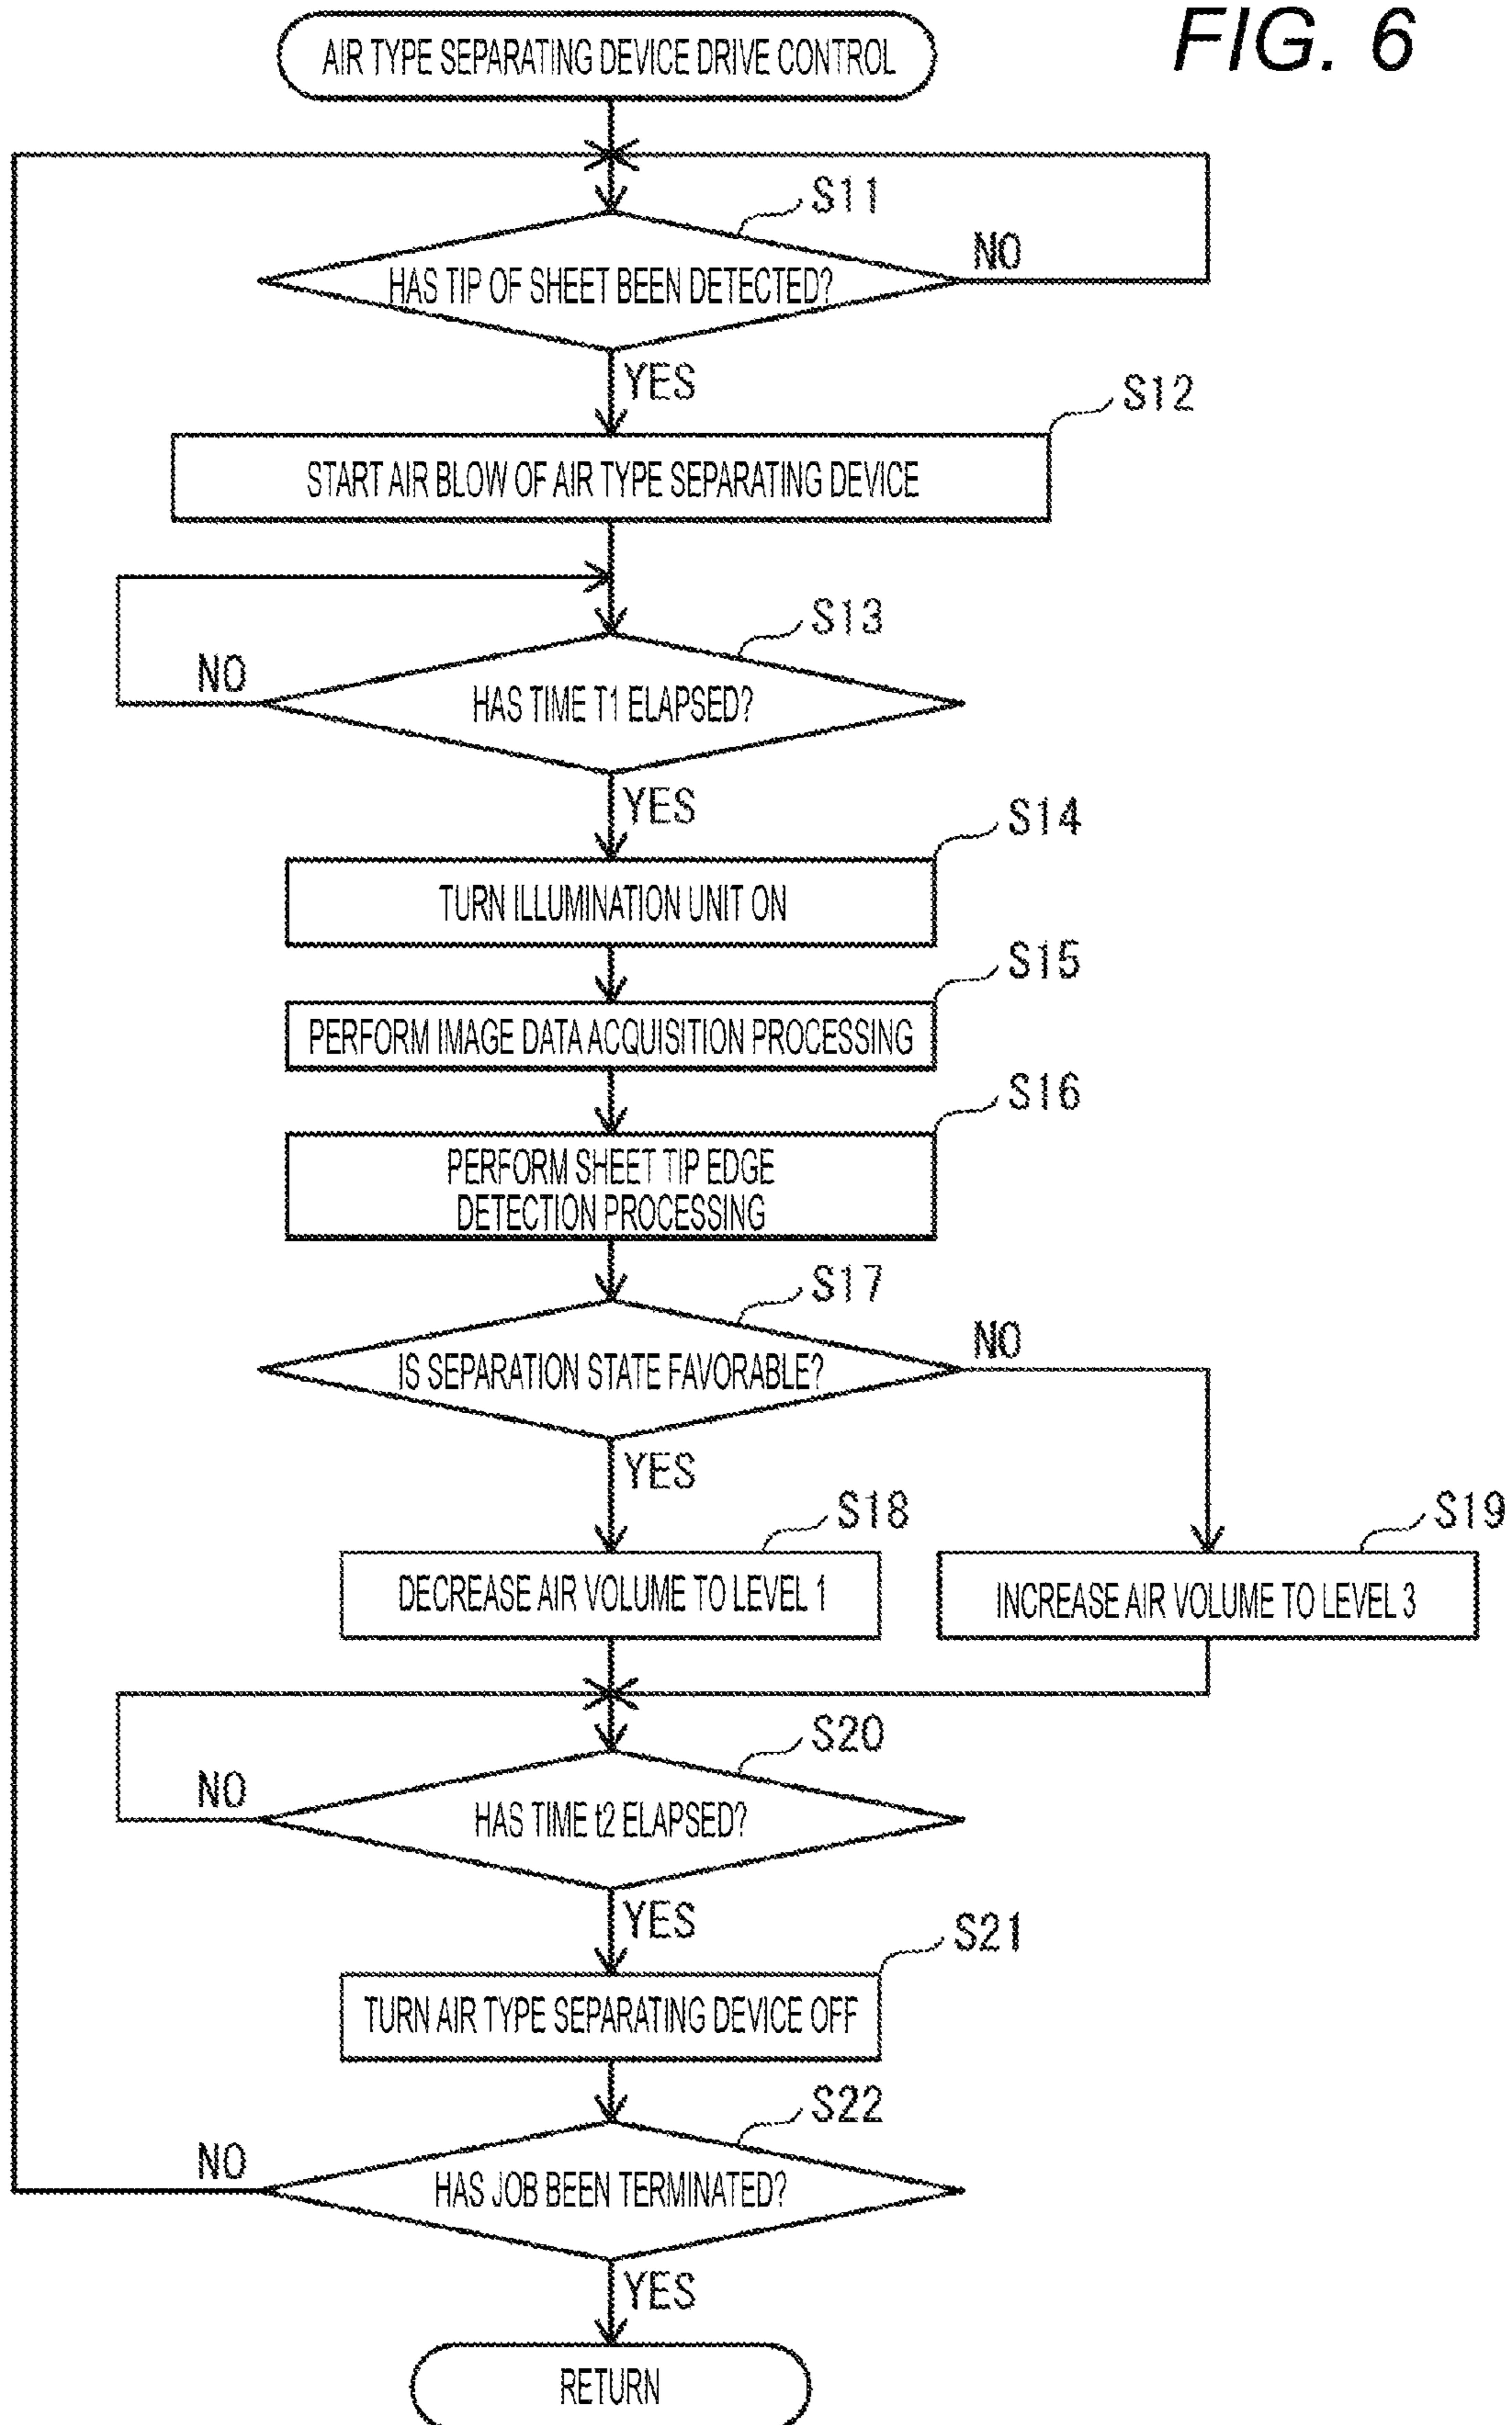 FIG. 6
AIR TYPE SEPARATING DEVICE DRIVE CONTROL
S11
HAS TIP OF SHEET BEEN DETECTED?
NO
YES
S12
START AIR BLOW OF AIR TYPE SEPARATING DEVICE
S13
NO
HAS TIME T1 ELAPSED?
YES
S14
TURN ILLUMINATION UNIT ON
S15
PERFORM IMAGE DATA ACQUISITION PROCESSING
S16
PERFORM SHEET TIP EDGE
DETECTION PROCESSING
S17
IS SEPARATION STATE FAVORABLE?
NO
YES
S18
DECREASE AIR VOLUME TO LEVEL 1
S19
INCREASE AIR VOLUME TO LEVEL 3
S20
NO
HAS TIME t2 ELAPSED?
YES
S21
TURN AIR TYPE SEPARATING DEVICE OFF
S22
NO
HAS JOB BEEN TERMINATED?
YES
RETURN